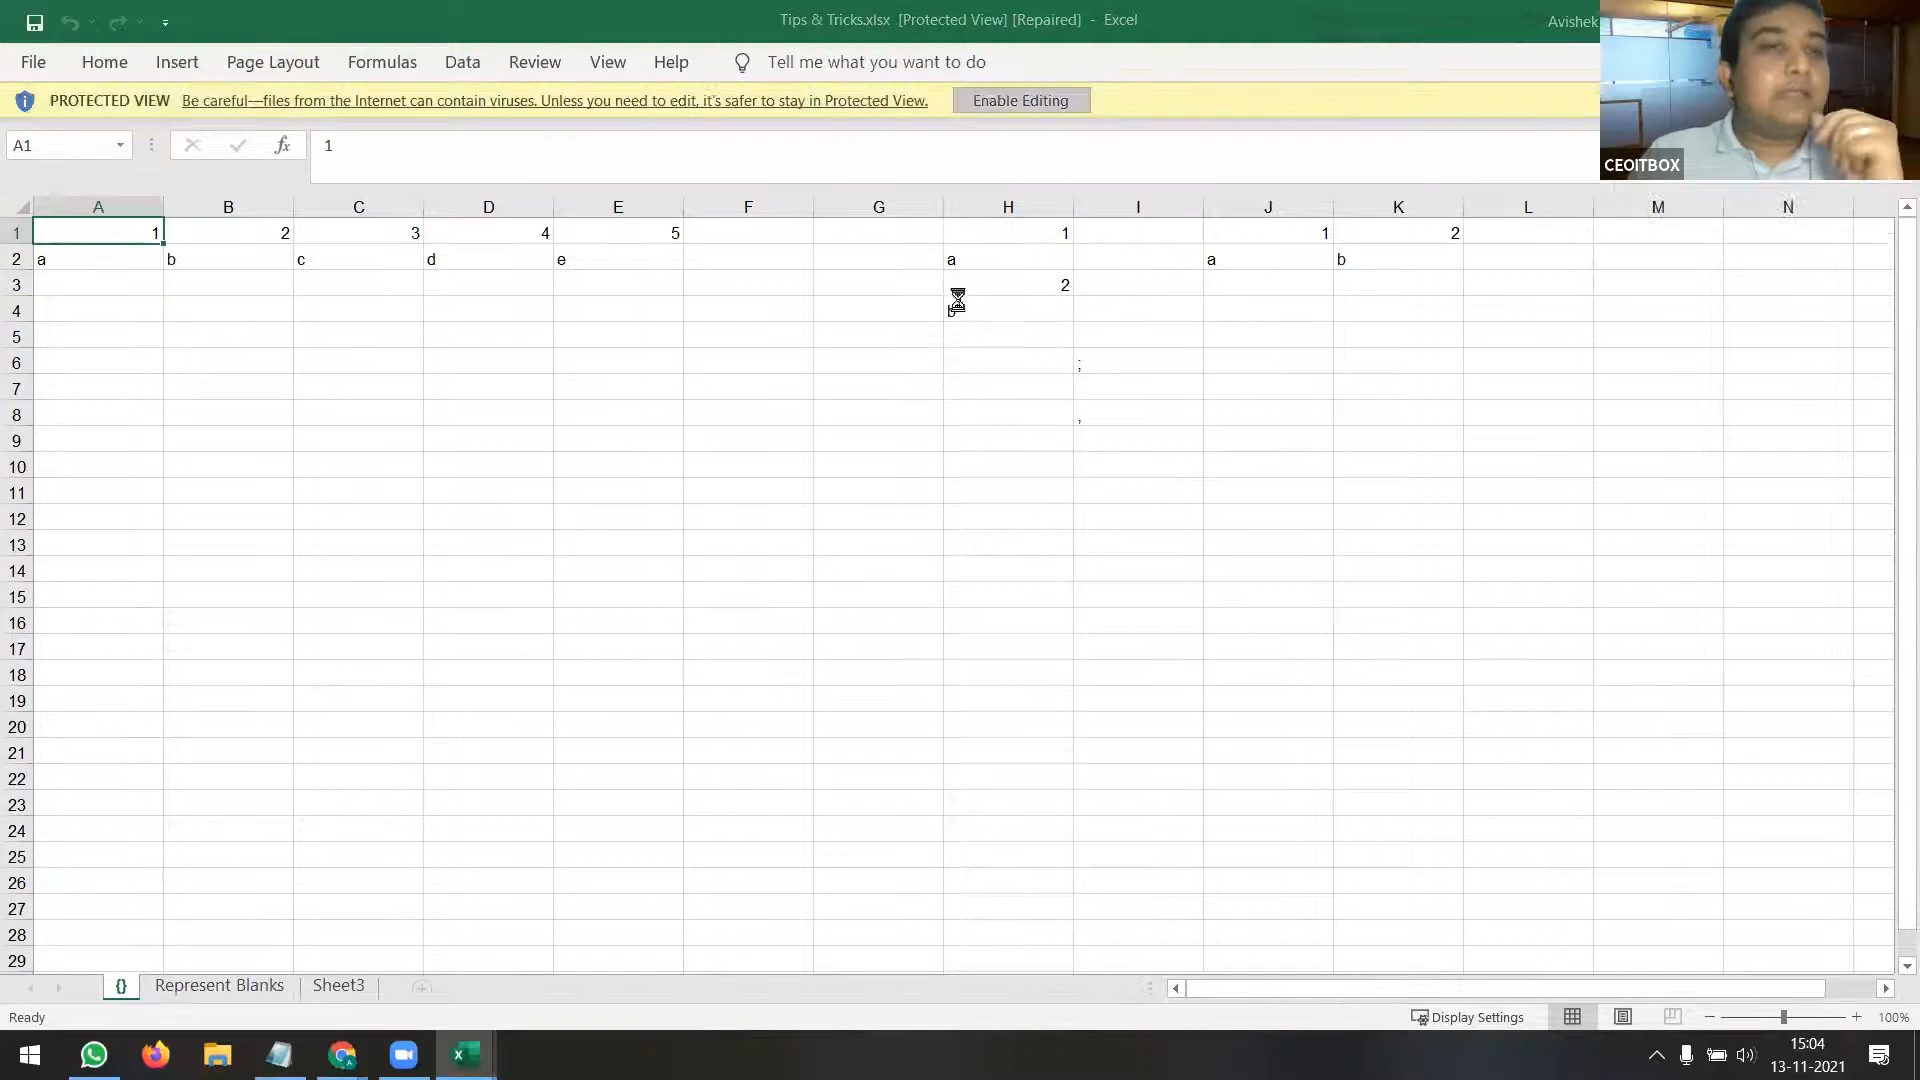 Tips & Tricks.xlsx [Protected View] [Repaired] - Excel
Avishek
File Home Insert Page Layout Formulas Data Review View Help Tell me what you want to do
PROTECTED VIEW Be careful—files from the Internet can contain viruses. Unless you need to edit, it's safer to stay in Protected View. Enable Editing
CEOITBOX
A1 fx 1
A B C D E F G H I J K L M N
1 1 2 3 4 5 1 1 2
2 a b c d e a a b
3 2
4 b
5
6 ;
7
8 ,
9
10
11
12
13
14
15
16
17
18
19
20
21
22
23
24
25
26
27
28
29
{} Represent Blanks Sheet3
Ready Display Settings 100%
15:04
13-11-2021